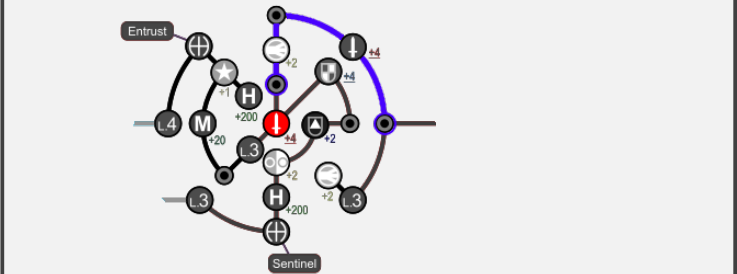 Entrust
+2
+4
+1
H
+4
+200
L.4
M
+4
+2
+20
L.3
+2
+2
L.3
H
L.3
+200
Sentinel